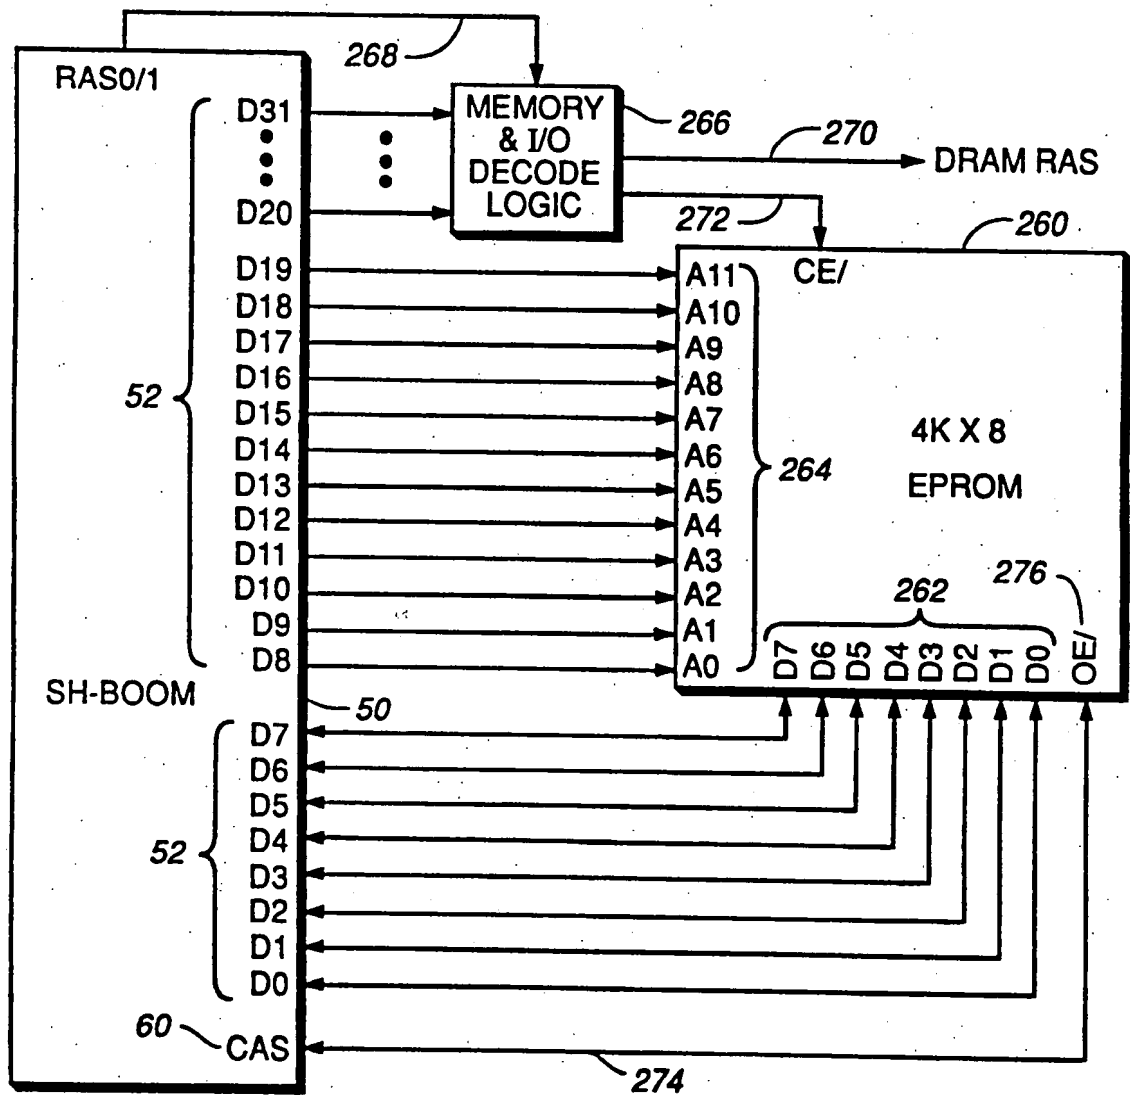 268
RAS0/1
D31
D20
MEMORY
& I/O
DECODE
LOGIC
266
270
DRAM RAS
272
260
CE/
D19
D18
D17
D16
D15
D14
D13
D12
D11
D10
D9
D8
52
A11
A10
A9
A8
A7
A6
A5
A4
A3
A2
A1
A0
264
4K X 8
EPROM
276
262
D7
D6
D5
D4
D3
D2
D1
D0
OE/
SH-BOOM
50
D7
D6
D5
D4
D3
D2
D1
D0
52
60
CAS
274